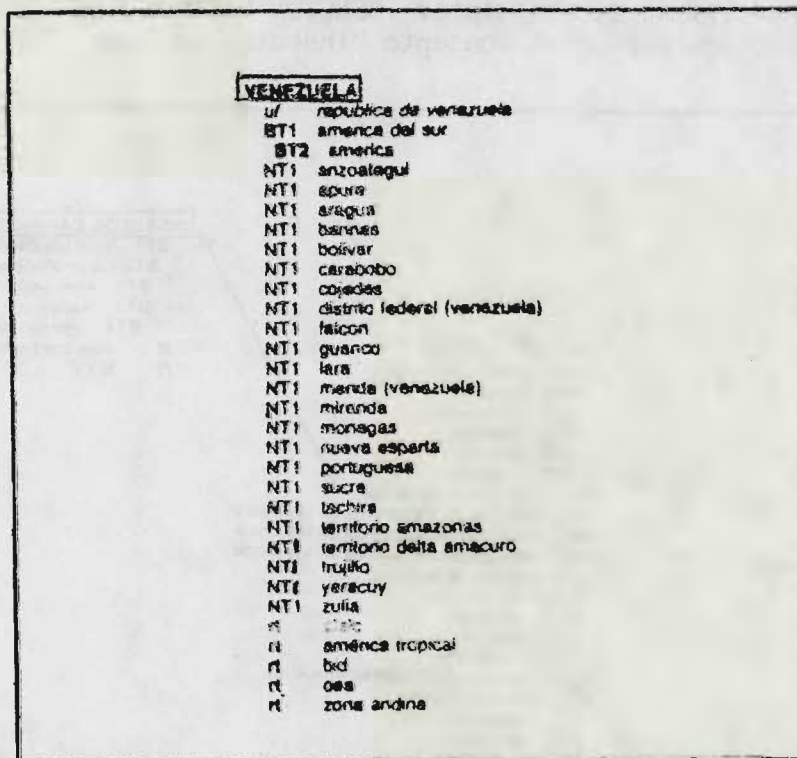 concepto
VENEZUELA
uf republica de venezuela
BT1 america del sur
BT2 america
NT1 anzoategui
NT1 apure
NT1 aragua
NT1 barinas
NT1 bolivar
NT1 carabobo
NT1 cojedes
NT1 distrito federal (venezuela)
NT1 falcon
NT1 guarico
NT1 lara
NT1 merida (venezuela)
NT1 miranda
NT1 monagas
NT1 nueva esparta
NT1 portuguesa
NT1 sucre
NT1 tachira
NT1 territorio amazonas
NT1 territorio delta amacuro
NT1 trujillo
NT1 yaracuy
NT1 zulia
rt
rt américa tropical
rt bid
rt oea
rt zona andina